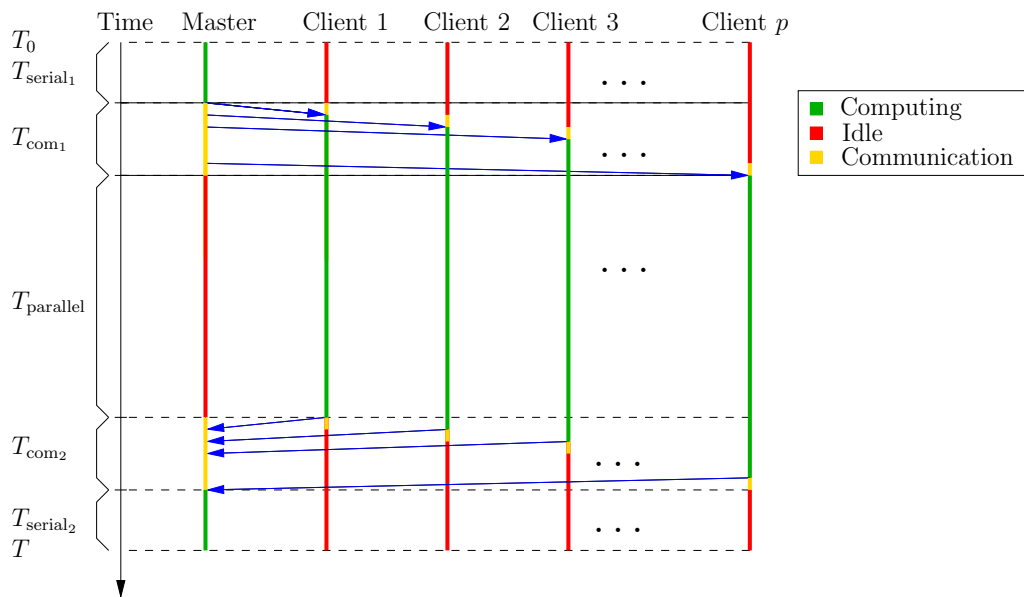 Time Master Client 1 Client 2 Client 3 Client p
T0
Tserial1
. . .
Computing
Idle
Communication
Tcom1
. . .
. . .
Tparallel
Tcom2
. . .
Tserial2
. . .
T